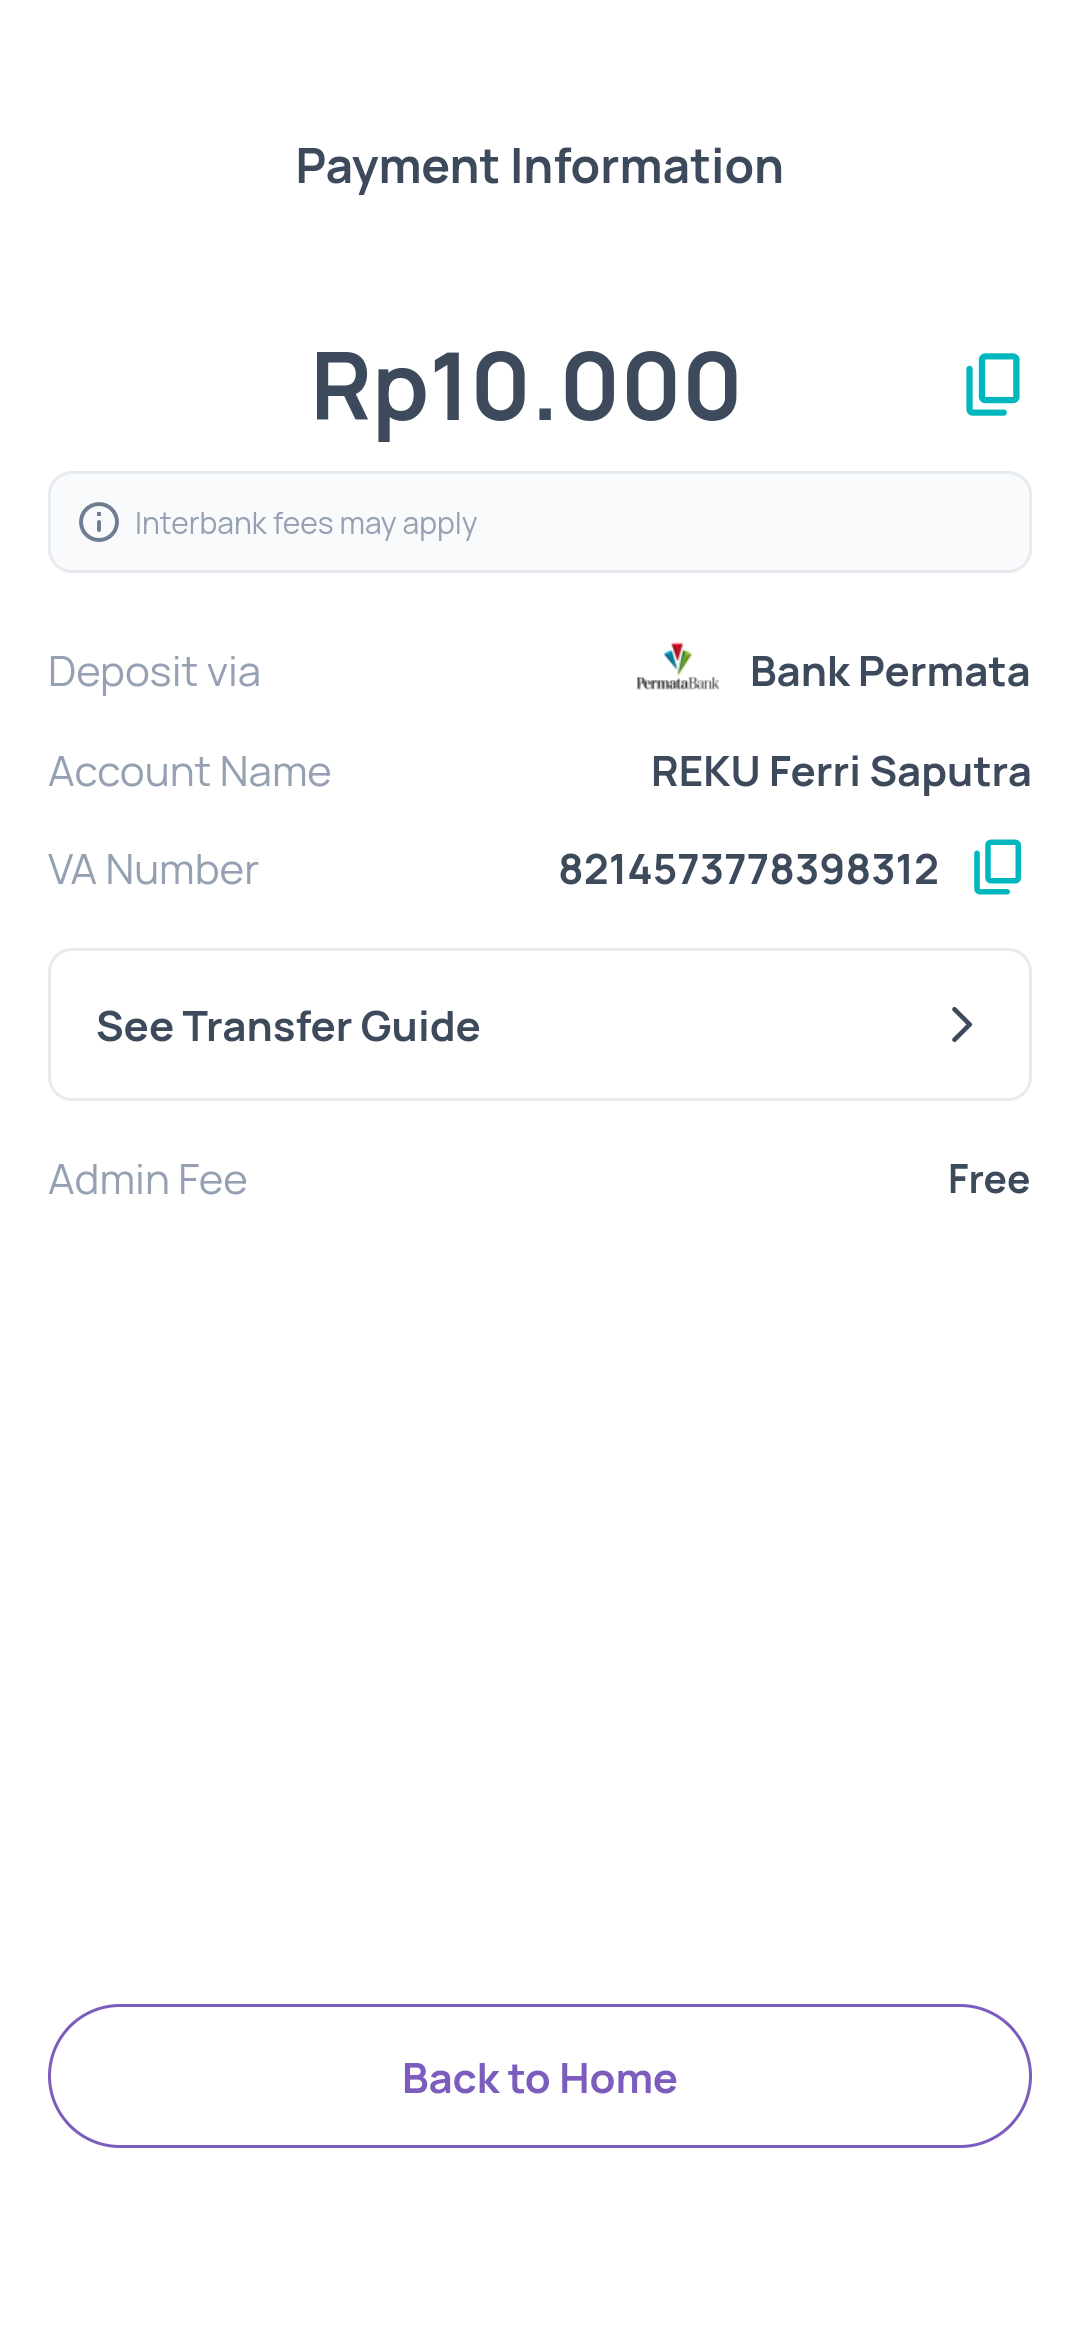 Payment Information
Rp10.000
Interbank fees may apply
Deposit via PermataBank Bank Permata
Account Name REKU Ferri Saputra
VA Number 8214573778398312
See Transfer Guide
Admin Fee Free
Back to Home